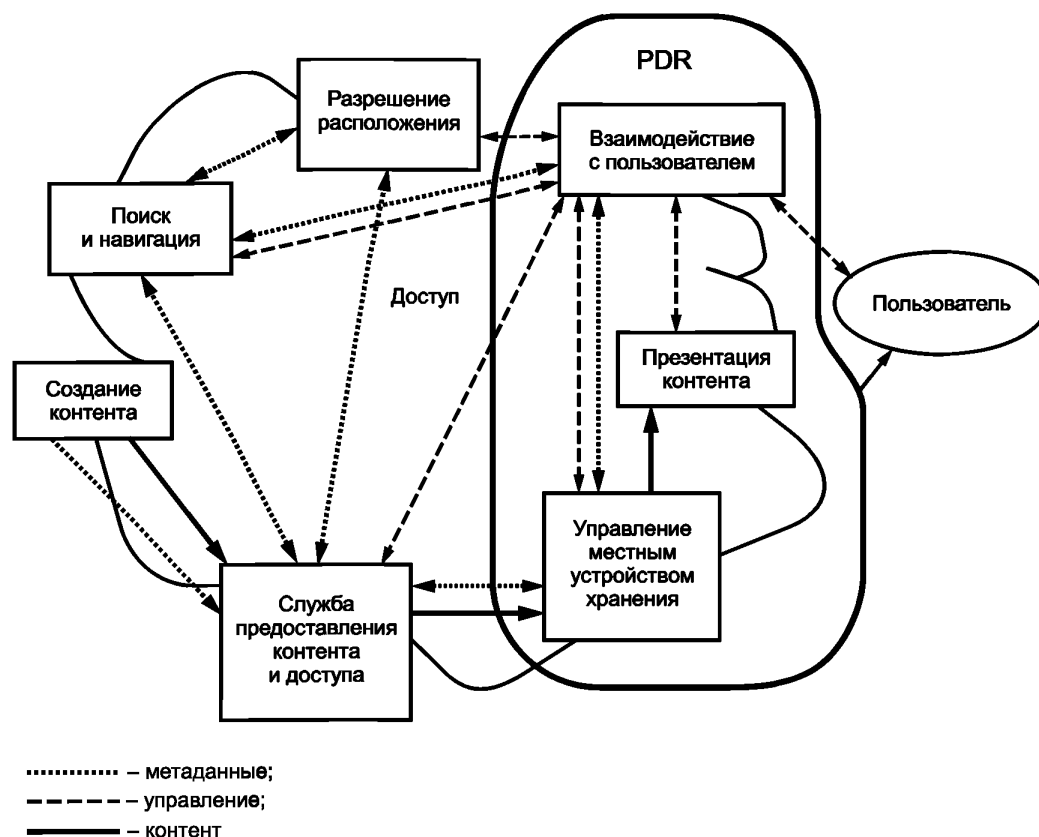 PDR
Разрешение
расположения
Взаимодействие
с пользователем
Поиск
и навигация
Доступ
Пользователь
Презентация
контента
Создание
контента
Управление
местным
устройством
хранения
Служба
предоставления
контента
и доступа
– метаданные;
– управление;
– контент